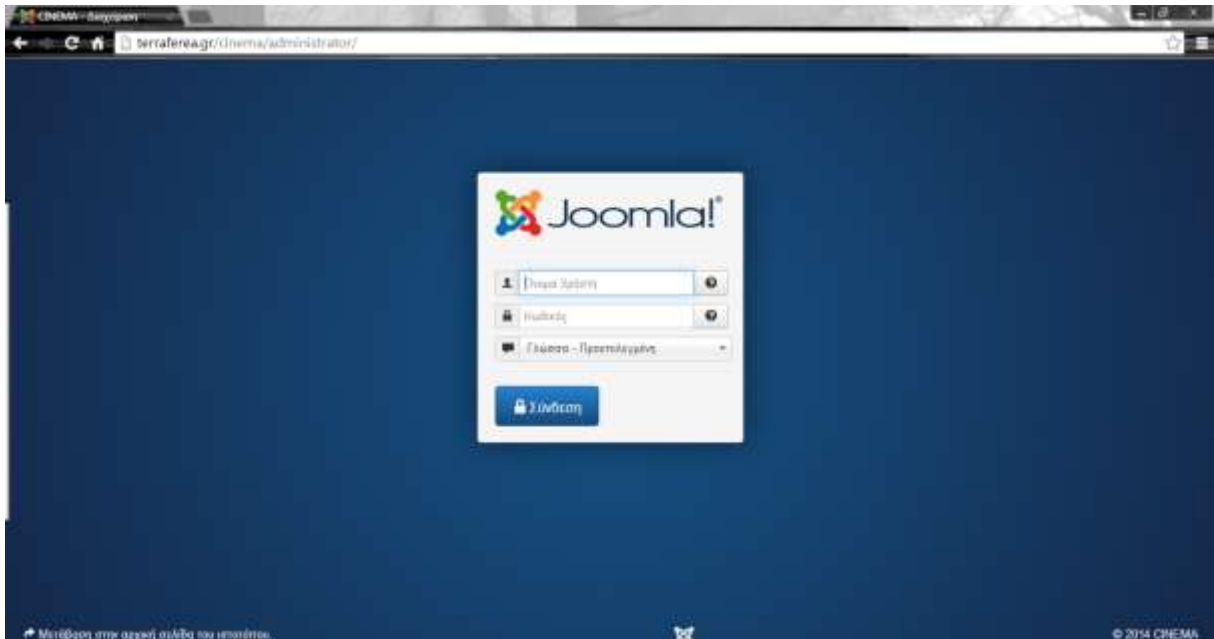 CINEMA - Διαχείριση
terraferea.gr/cinema/administrator/
Joomla!®
Όνομα Χρήστη
Κωδικός
Γλώσσα - Προεπιλεγμένη
Σύνδεση
Μετάβαση στην αρχική σελίδα του ιστοτόπου.
© 2014 CINEMA